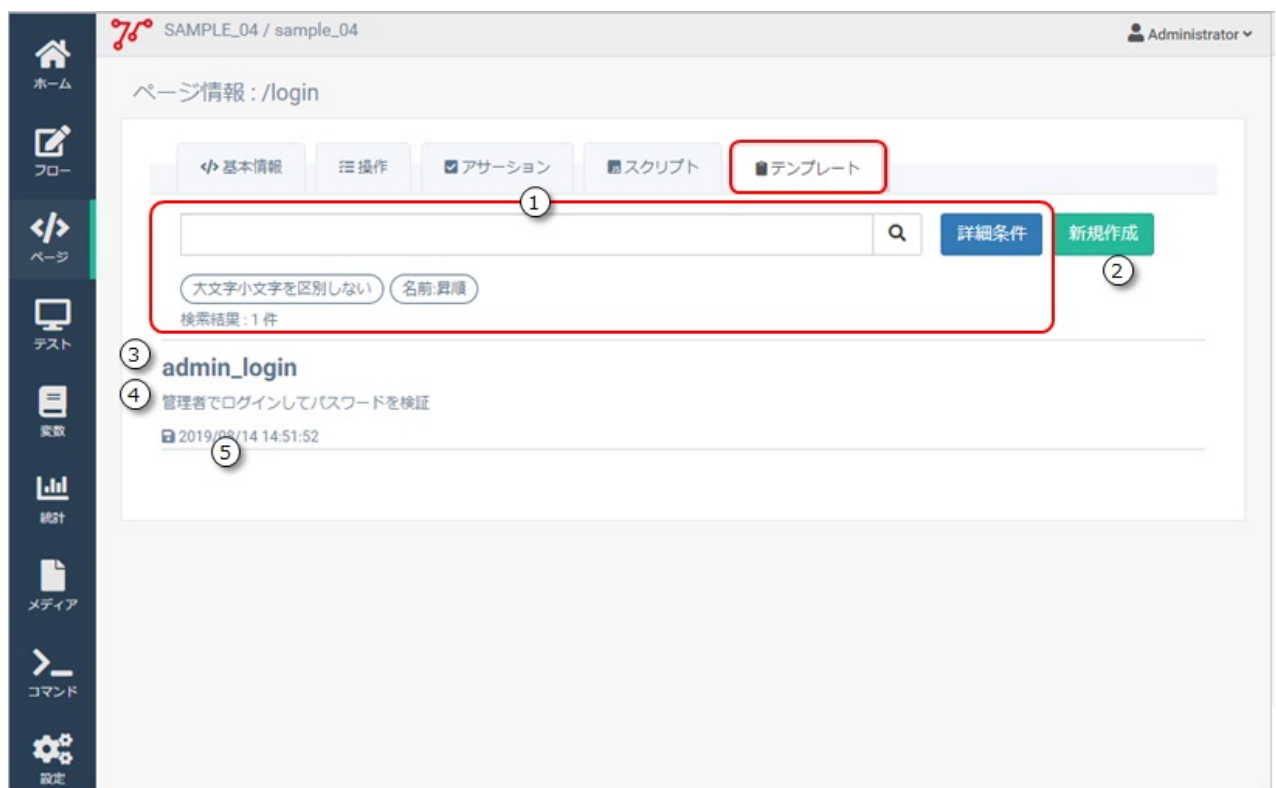 SAMPLE_04 / sample_04
Administrator
ホーム
ページ情報 : /login
フロー
基本情報
操作
アサーション
スクリプト
テンプレート
1
ページ
詳細条件
新規作成
2
大文字小文字を区別しない
名前:昇順
検索結果 : 1 件
テスト
3
admin_login
4
管理者でログインしてパスワードを検証
変数
2019/08/14 14:51:52
5
統計
メディア
コマンド
設定